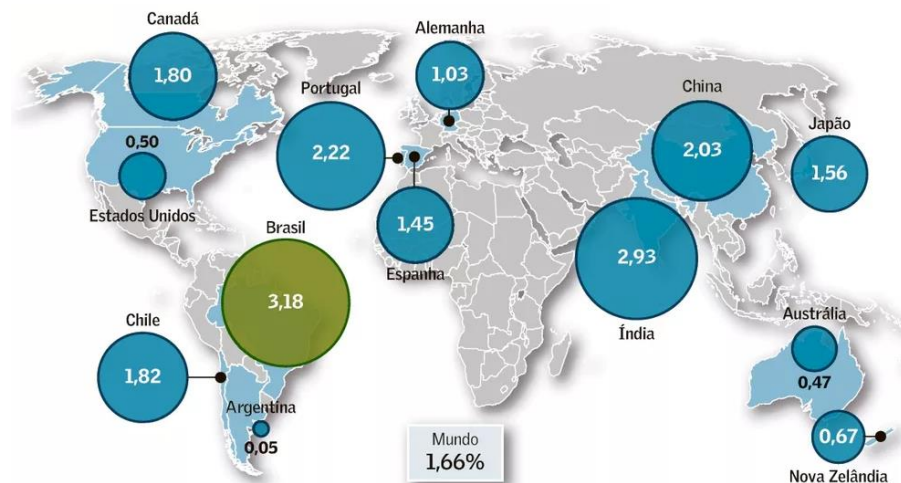 Canadá
1,80
0,50
Estados Unidos
Alemanha
1,03
Portugal
2,22
1,45
Espanha
China
2,03
Japão
1,56
2,93
Índia
Brasil
3,18
Chile
1,82
Argentina
0,05
Austrália
0,47
0,67
Nova Zelândia
Mundo
1,66%